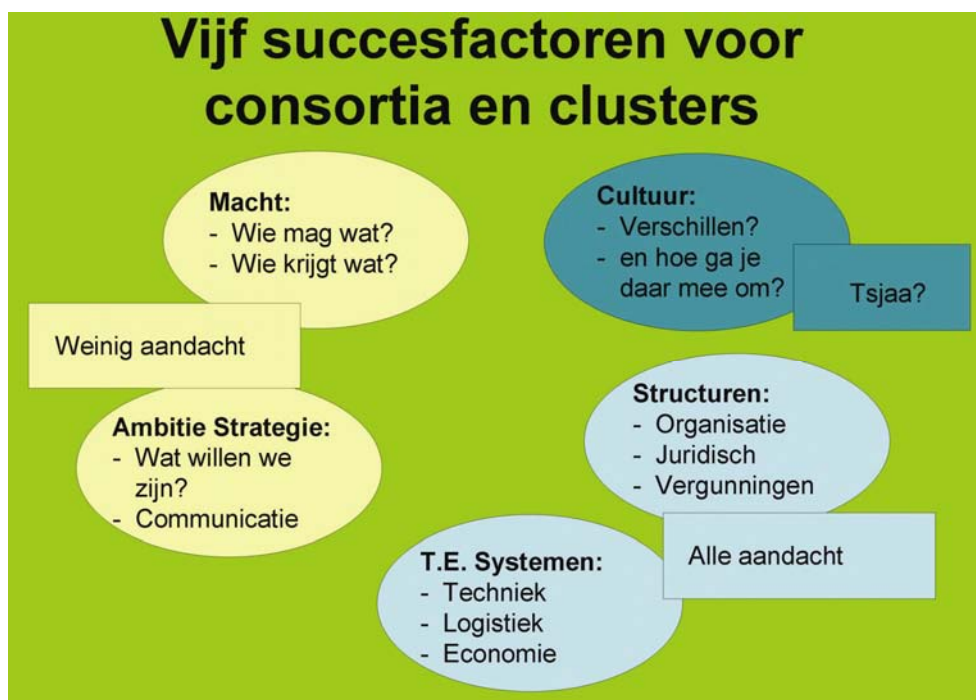 Vijf succesfactoren voor
consortia en clusters
Macht:
- Wie mag wat?
- Wie krijgt wat?
Weinig aandacht
Ambitie Strategie:
- Wat willen we
zijn?
- Communicatie
Cultuur:
- Verschillen?
- en hoe ga je
daar mee om?
Tsjaa?
Structuren:
- Organisatie
- Juridisch
- Vergunningen
Alle aandacht
T.E. Systemen:
- Techniek
- Logistiek
- Economie